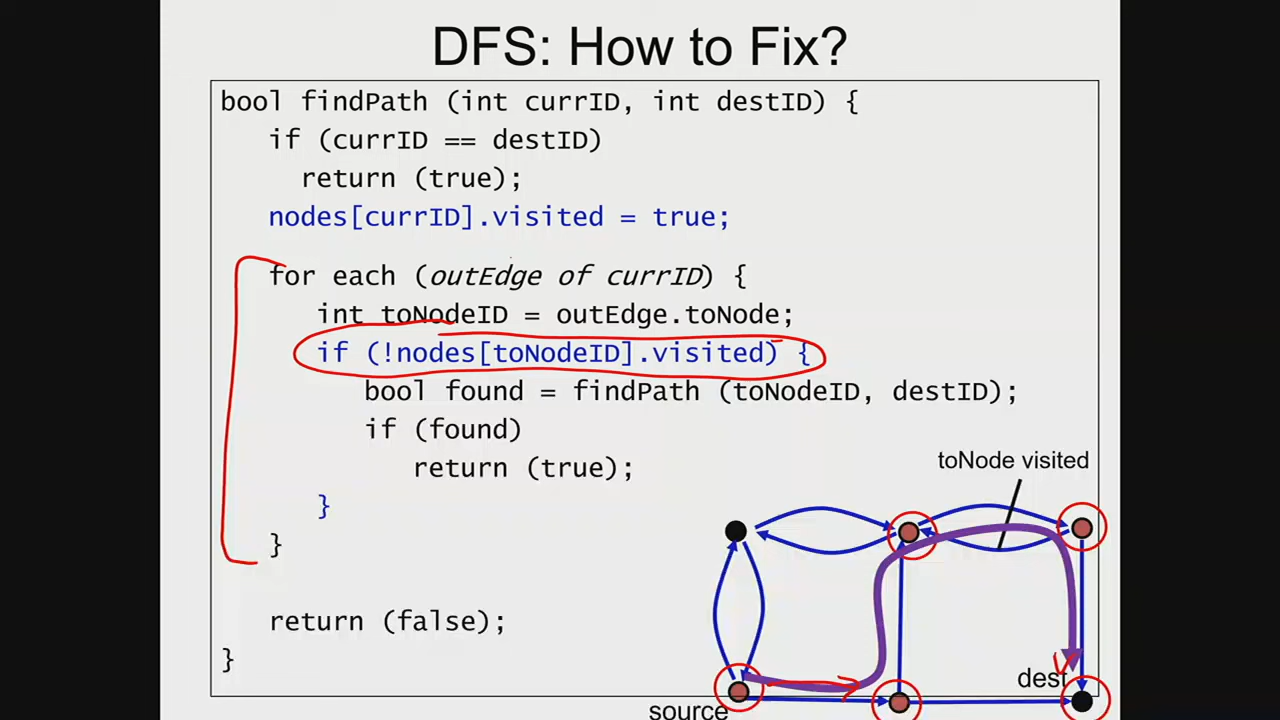 DFS: How to Fix?
bool findPath (int currID, int destID) {
if (currID == destID)
return (true);
nodes[currID].visited = true;
for each (outEdge of currID) {
int toNodeID = outEdge.toNode;
if (!nodes[toNodeID].visited) {
bool found = findPath (toNodeID, destID);
if (found)
return (true);
}
}
return (false);
}
toNode visited
dest
source